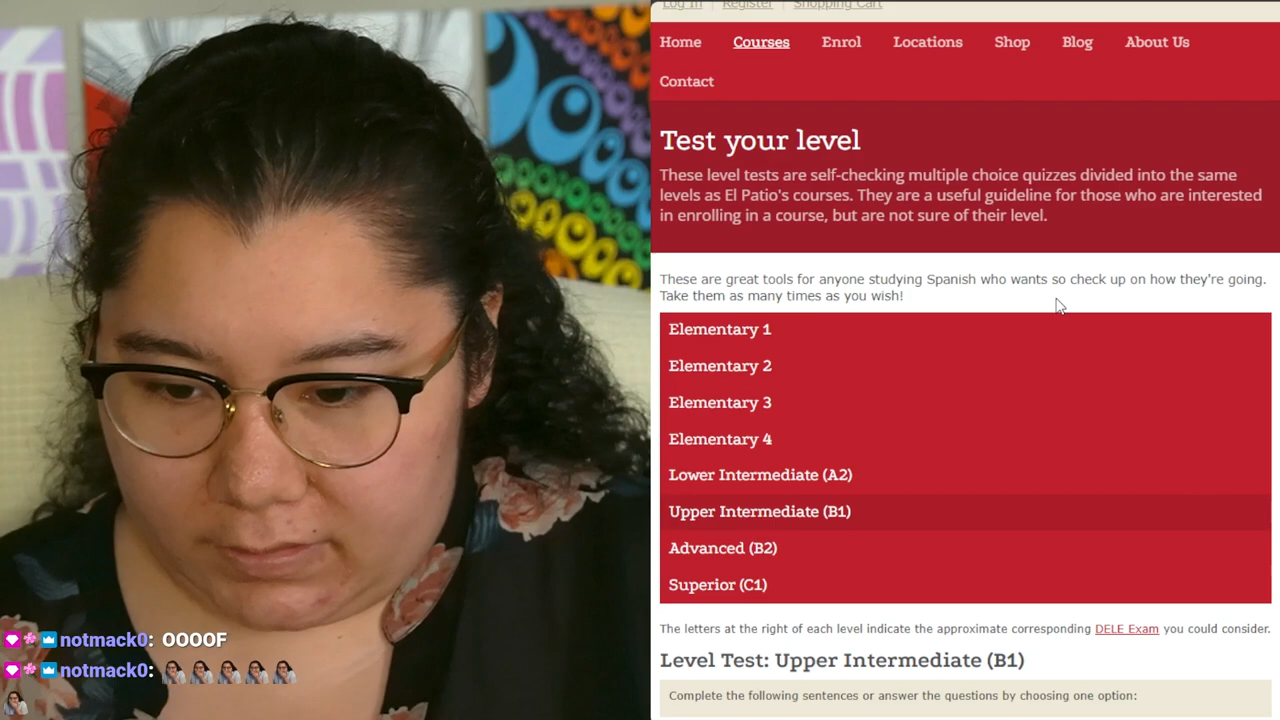 Log In | Register | Shopping Cart
Home Courses Enrol Locations Shop Blog About Us
Contact
Test your level
These level tests are self-checking multiple choice quizzes divided into the same
levels as El Patio's courses. They are a useful guideline for those who are interested
in enrolling in a course, but are not sure of their level.
These are great tools for anyone studying Spanish who wants so check up on how they're going.
Take them as many times as you wish!
Elementary 1
Elementary 2
Elementary 3
Elementary 4
Lower Intermediate (A2)
Upper Intermediate (B1)
Advanced (B2)
Superior (C1)
The letters at the right of each level indicate the approximate corresponding DELE Exam you could consider.
Level Test: Upper Intermediate (B1)
Complete the following sentences or answer the questions by choosing one option:
notmack0: OOOOF
notmack0: